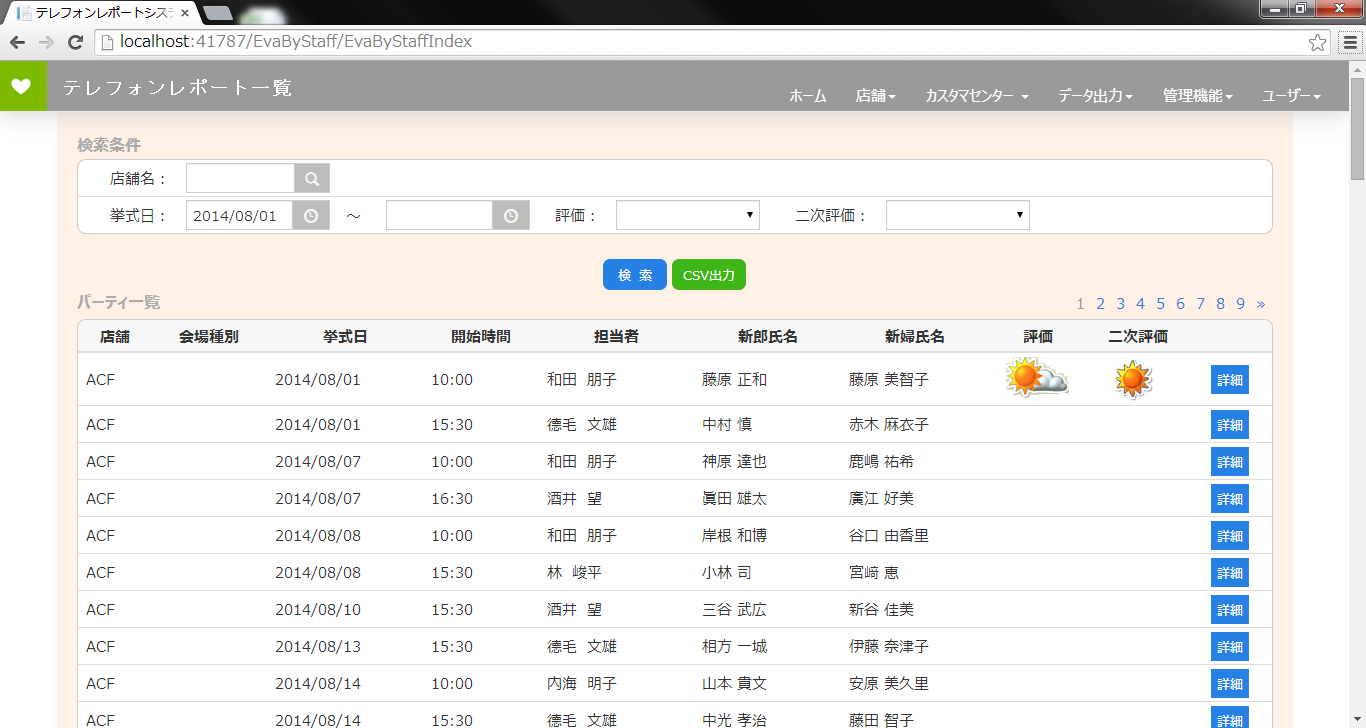 テレフォンレポートシステ
localhost:41787/EvaByStaff/EvaByStaffIndex
テレフォンレポート一覧 ホーム 店舗 カスタマセンター データ出力 管理機能 ユーザー
検索条件
店舗名：
挙式日： 2014/08/01 ～ 評価： 二次評価：
検 索 CSV出力
パーティ一覧 1 2 3 4 5 6 7 8 9 »
店舗 会場種別 挙式日 開始時間 担当者 新郎氏名 新婦氏名 評価 二次評価
ACF 2014/08/01 10:00 和田 朋子 藤原 正和 藤原 美智子 詳細
ACF 2014/08/01 15:30 德毛 文雄 中村 慎 赤木 麻衣子 詳細
ACF 2014/08/07 10:00 和田 朋子 神原 達也 鹿嶋 祐希 詳細
ACF 2014/08/07 16:30 酒井 望 眞田 雄太 廣江 好美 詳細
ACF 2014/08/08 10:00 和田 朋子 岸根 和博 谷口 由香里 詳細
ACF 2014/08/08 15:30 林 峻平 小林 司 宮﨑 恵 詳細
ACF 2014/08/10 15:30 酒井 望 三谷 武広 新谷 佳美 詳細
ACF 2014/08/13 15:30 德毛 文雄 相方 一城 伊藤 奈津子 詳細
ACF 2014/08/14 10:00 内海 明子 山本 貴文 安原 美久里 詳細
ACF 2014/08/14 15:30 德毛 文雄 中光 孝治 藤田 智子 詳細